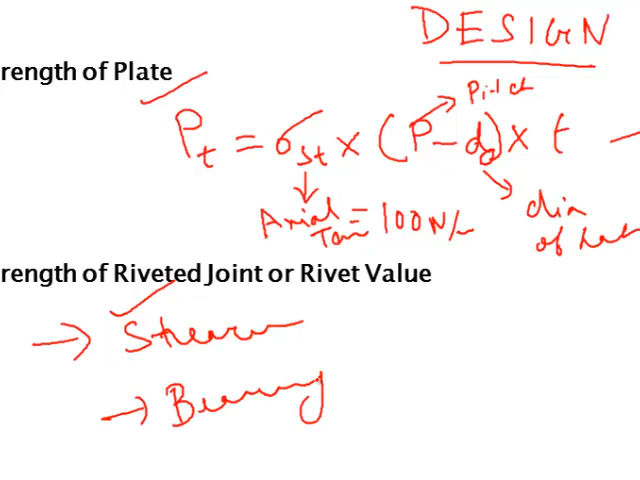 DESIGN
rength of Plate
Pitch
Pt = σst × (P - do) × t -
Axial = 100 N/
Ten
dia
of
rength of Riveted Joint or Rivet Value
→ Shear
→ Bearing